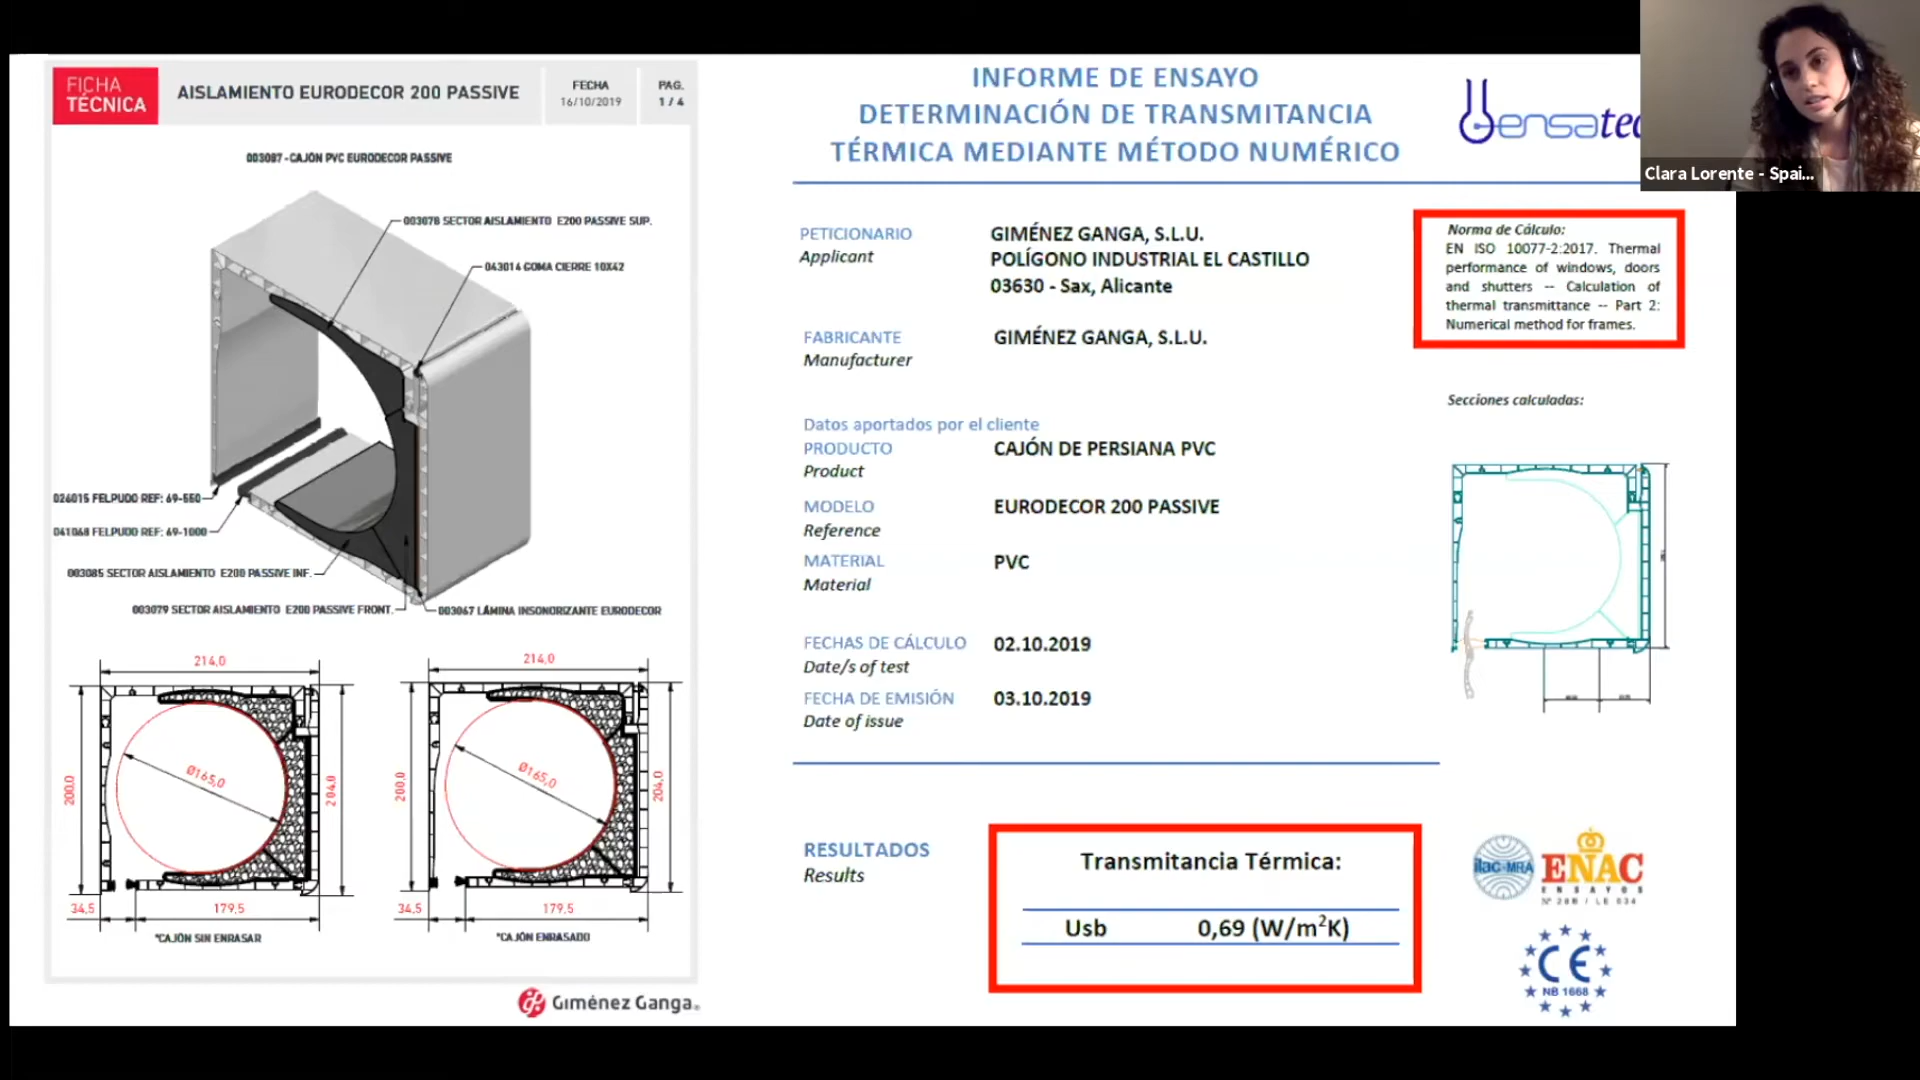 FICHA
TÉCNICA
AISLAMIENTO EURODECOR 200 PASSIVE
FECHA
16/10/2019
PAG.
1 / 4
003087 - CAJÓN PVC EURODECOR PASSIVE
003078 SECTOR AISLAMIENTO E200 PASSIVE SUP.
043014 GOMA CIERRE 10X42
026015 FELPUDO REF: 69-550
041068 FELPUDO REF: 69-1000
003085 SECTOR AISLAMIENTO E200 PASSIVE INF.
003079 SECTOR AISLAMIENTO E200 PASSIVE FRONT.
003067 LÁMINA INSONORIZANTE EURODECOR
214,0
200,0
Ø165,0
204,0
34,5
179,5
*CAJÓN SIN ENRASAR
214,0
200,0
Ø165,0
204,0
34,5
179,5
*CAJÓN ENRASADO
Giménez Ganga
INFORME DE ENSAYO
DETERMINACIÓN DE TRANSMITANCIA
TÉRMICA MEDIANTE MÉTODO NUMÉRICO
ensatec
Clara Lorente - Spai...
PETICIONARIO
Applicant
GIMÉNEZ GANGA, S.L.U.
POLÍGONO INDUSTRIAL EL CASTILLO
03630 - Sax, Alicante
FABRICANTE
Manufacturer
GIMÉNEZ GANGA, S.L.U.
Datos aportados por el cliente
PRODUCTO
Product
CAJÓN DE PERSIANA PVC
MODELO
Reference
EURODECOR 200 PASSIVE
MATERIAL
Material
PVC
FECHAS DE CÁLCULO
Date/s of test
02.10.2019
FECHA DE EMISIÓN
Date of issue
03.10.2019
RESULTADOS
Results
Transmitancia Térmica:
Usb 0,69 (W/m²K)
Norma de Cálculo:
EN ISO 10077-2:2017. Thermal
performance of windows, doors
and shutters -- Calculation of
thermal transmittance -- Part 2:
Numerical method for frames.
Secciones calculadas:
ilac-MRA
ENAC
ENSAYOS
CE
NB 1668